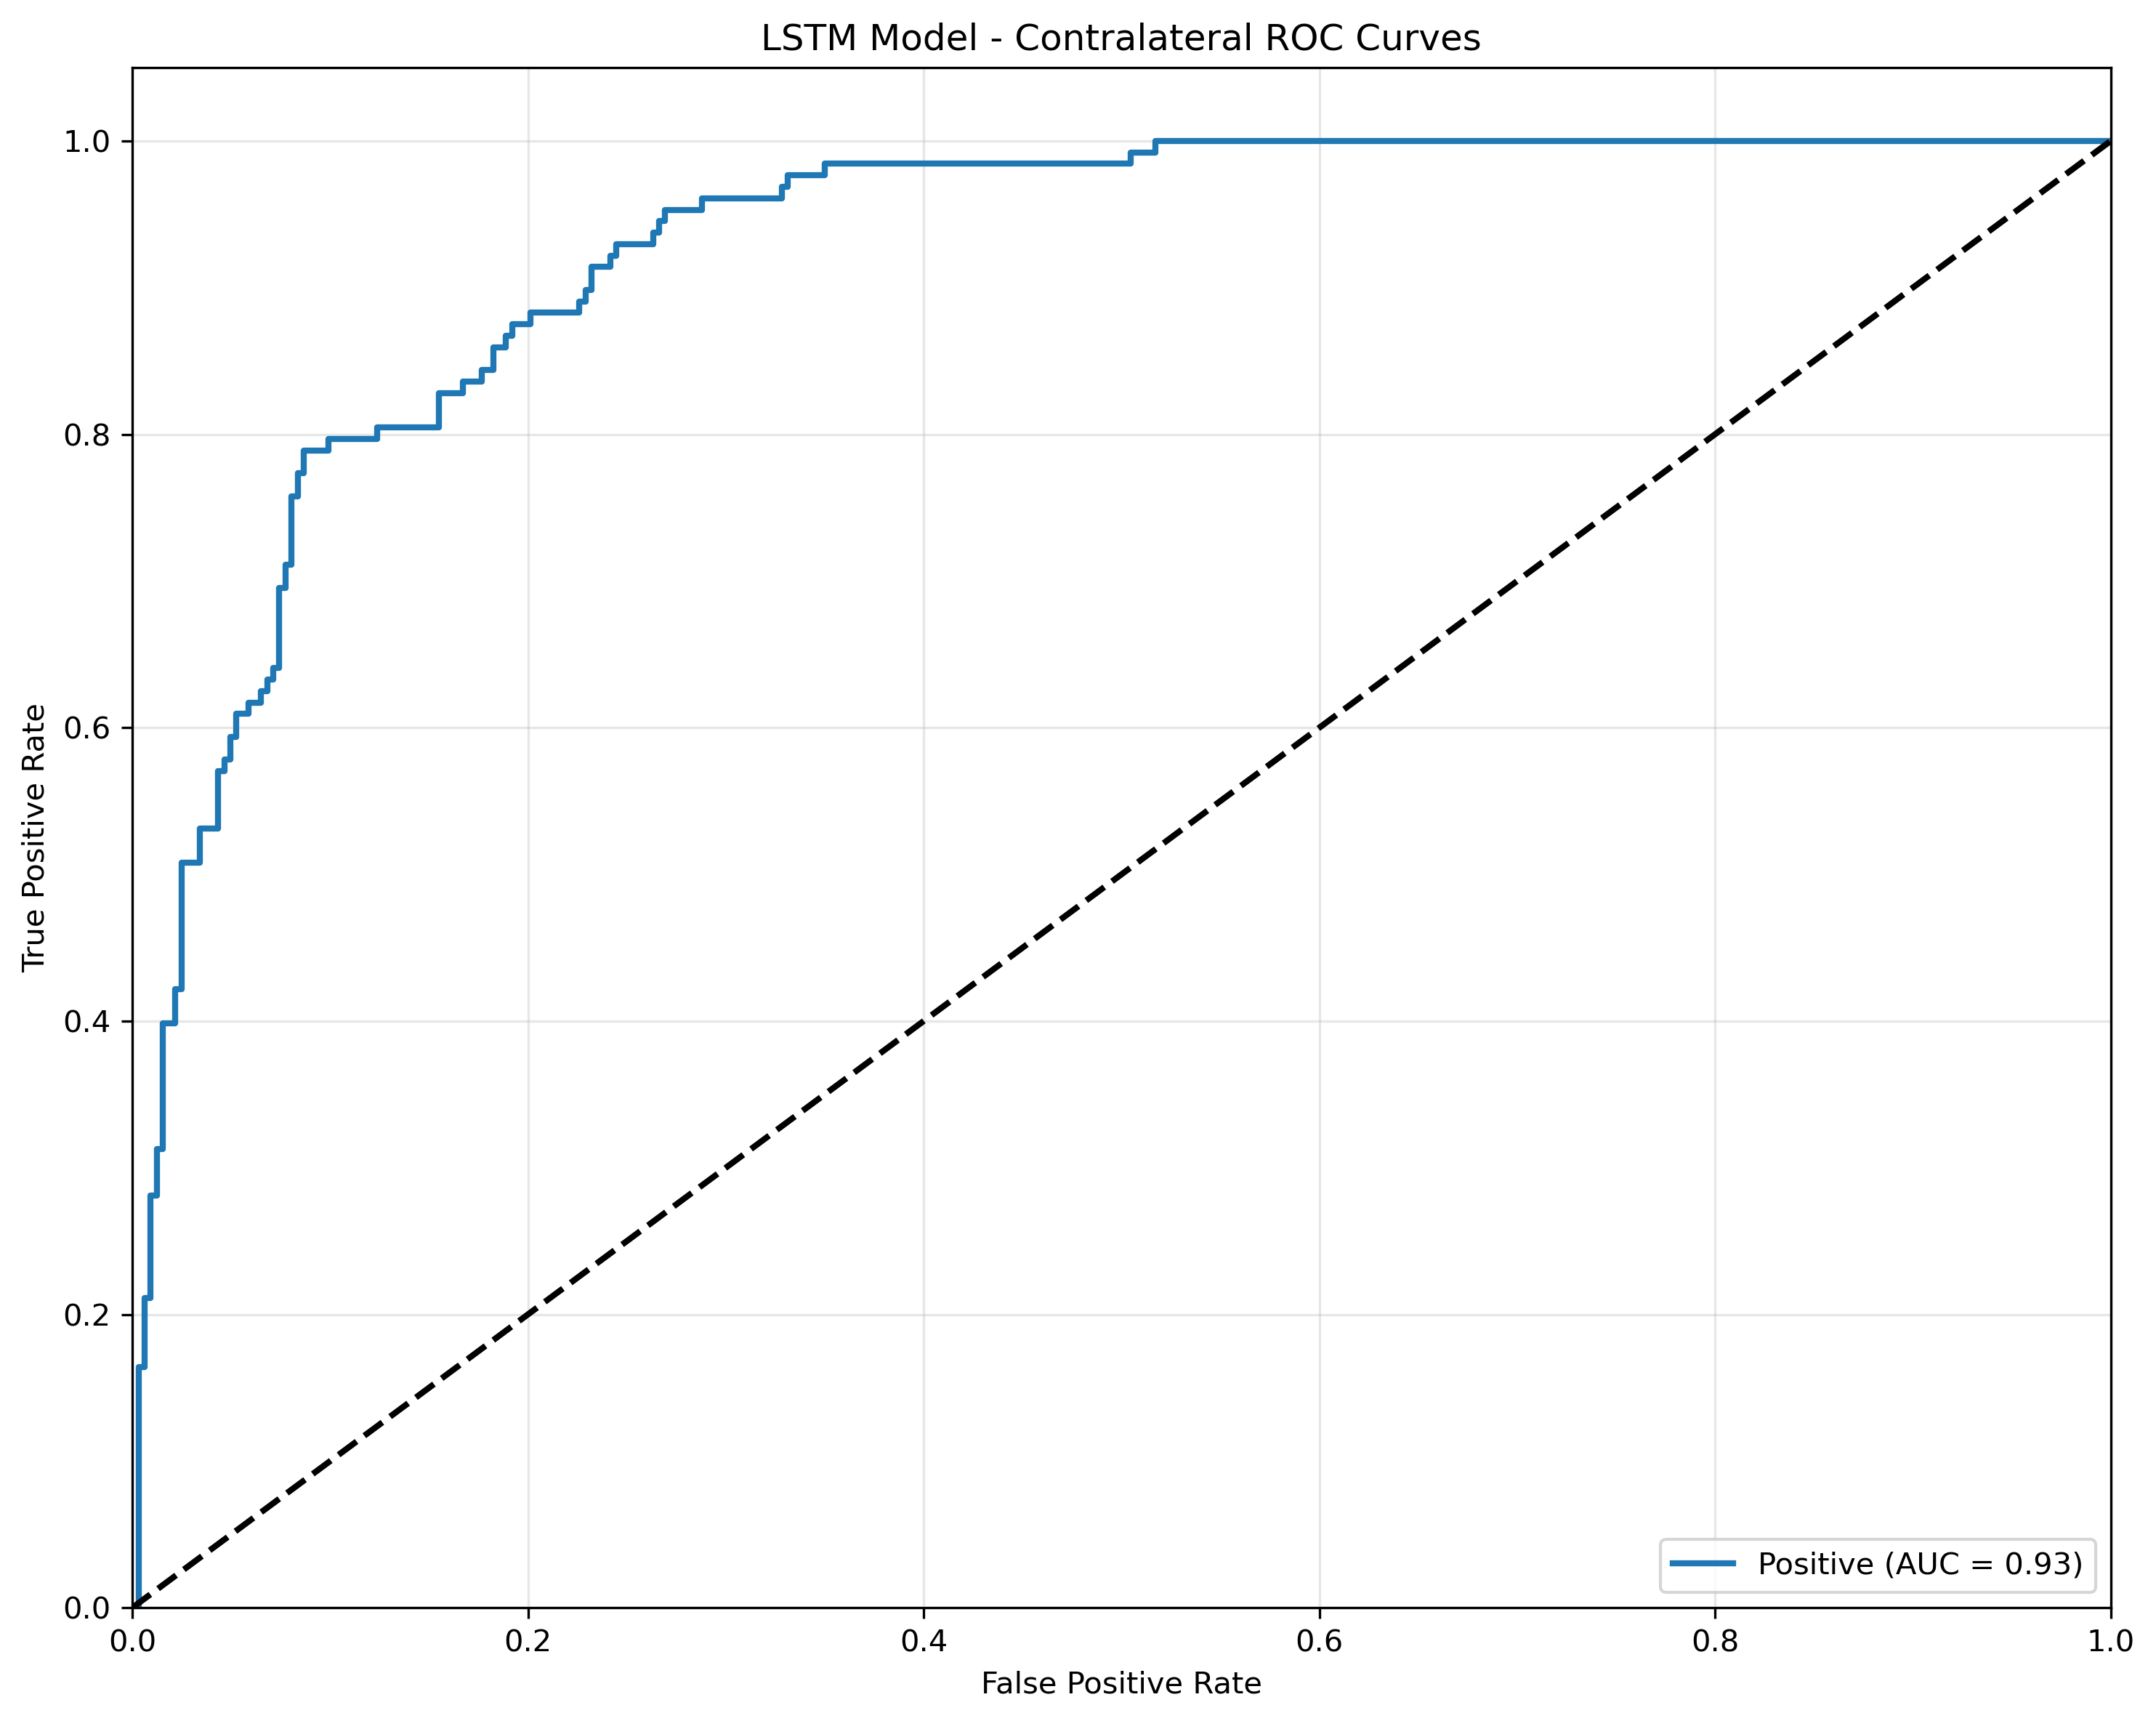 LSTM Model - Contralateral ROC Curves
1.0
0.8
0.6
0.4
0.2
0.0
True Positive Rate
0.0 0.2 0.4 0.6 0.8 1.0
False Positive Rate
Positive (AUC = 0.93)